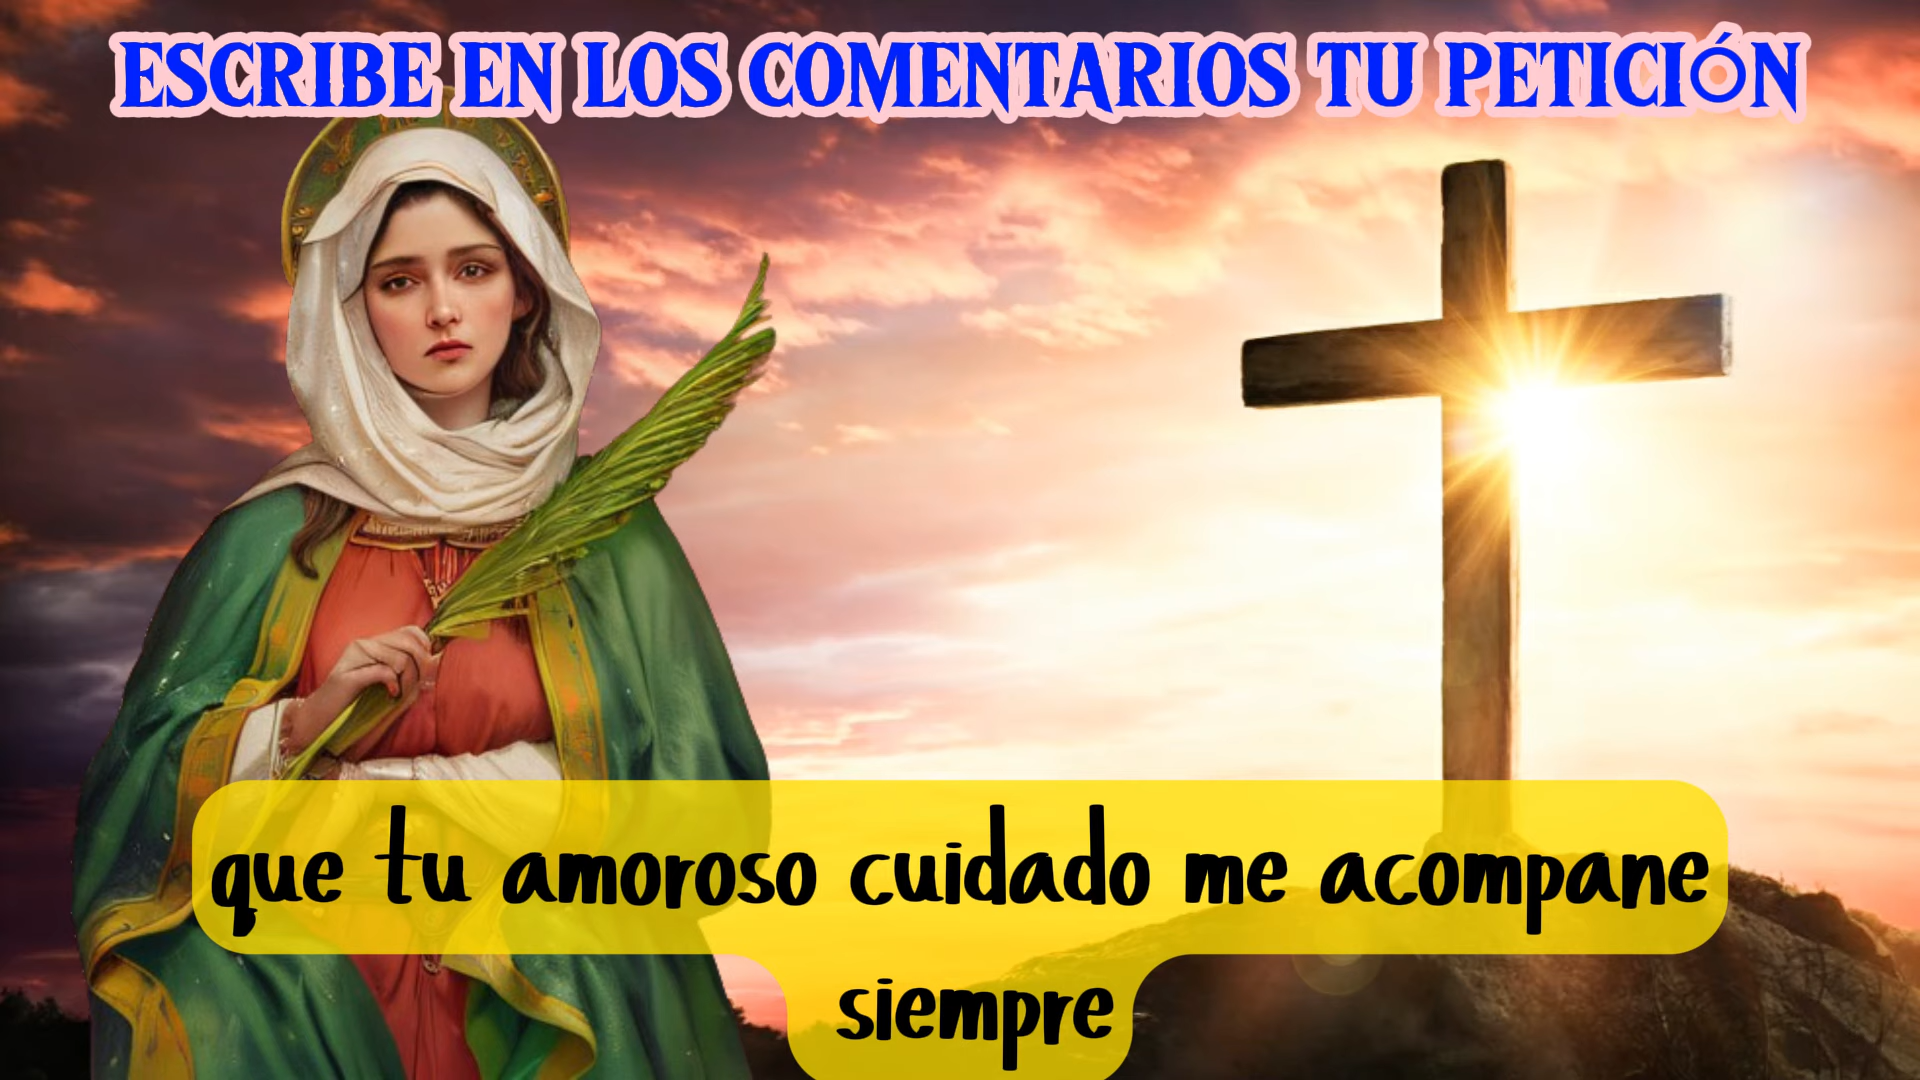 ESCRIBE EN LOS COMENTARIOS TU PETICIÓN
que tu amoroso cuidado me acompane
siempre